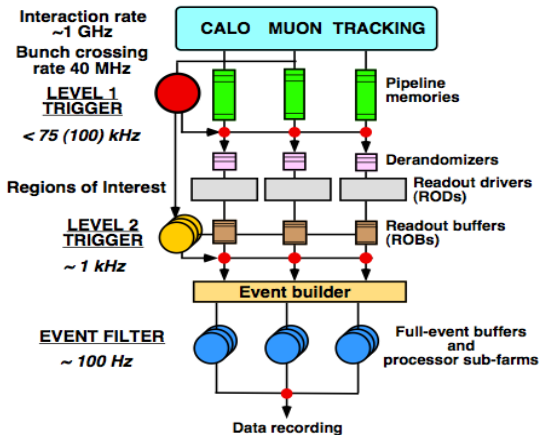 Interaction rate
~1 GHz
CALO MUON TRACKING
Bunch crossing
rate 40 MHz
LEVEL 1
TRIGGER
< 75 (100) kHz
Pipeline
memories
Derandomizers
Regions of Interest
Readout drivers
(RODs)
LEVEL 2
TRIGGER
~ 1 kHz
Readout buffers
(ROBs)
Event builder
EVENT FILTER
~ 100 Hz
Full-event buffers
and
processor sub-farms
Data recording